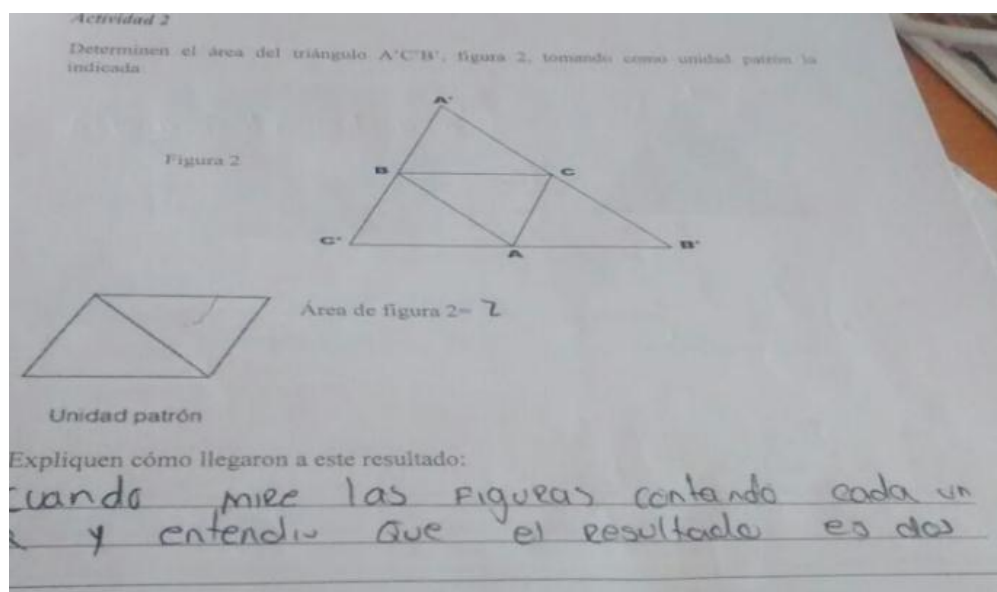 Actividad 2
Determinen el área del triángulo A'C'B', figura 2, tomando como unidad patrón la
indicada
A'
Figura 2
B
C
C'
A
B'
Área de figura 2= 2
Unidad patrón
Expliquen cómo llegaron a este resultado:
cuando mire las figuras contando cada un
y entendiv que el resultado es dos